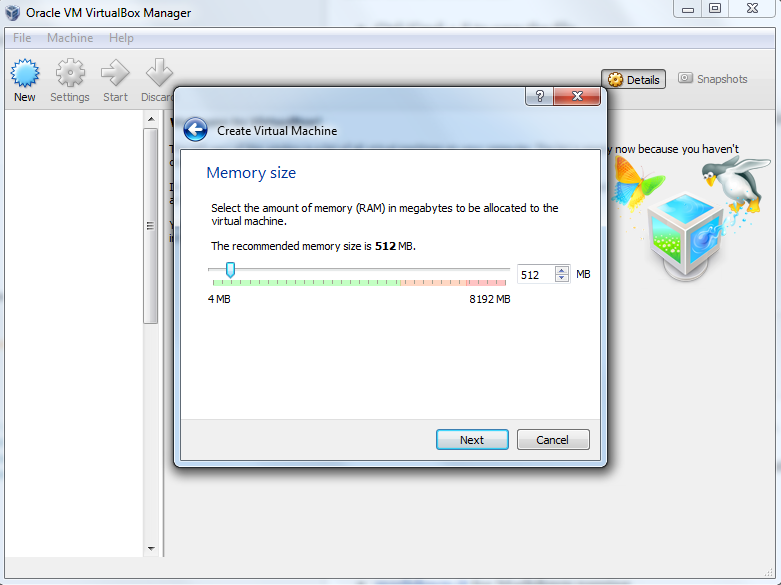 Oracle VM VirtualBox Manager
File Machine Help
New Settings Start Discard
Details Snapshots
Create Virtual Machine
y now because you haven't
Memory size
Select the amount of memory (RAM) in megabytes to be allocated to the
virtual machine.
The recommended memory size is 512 MB.
512 MB
4 MB 8192 MB
Next Cancel